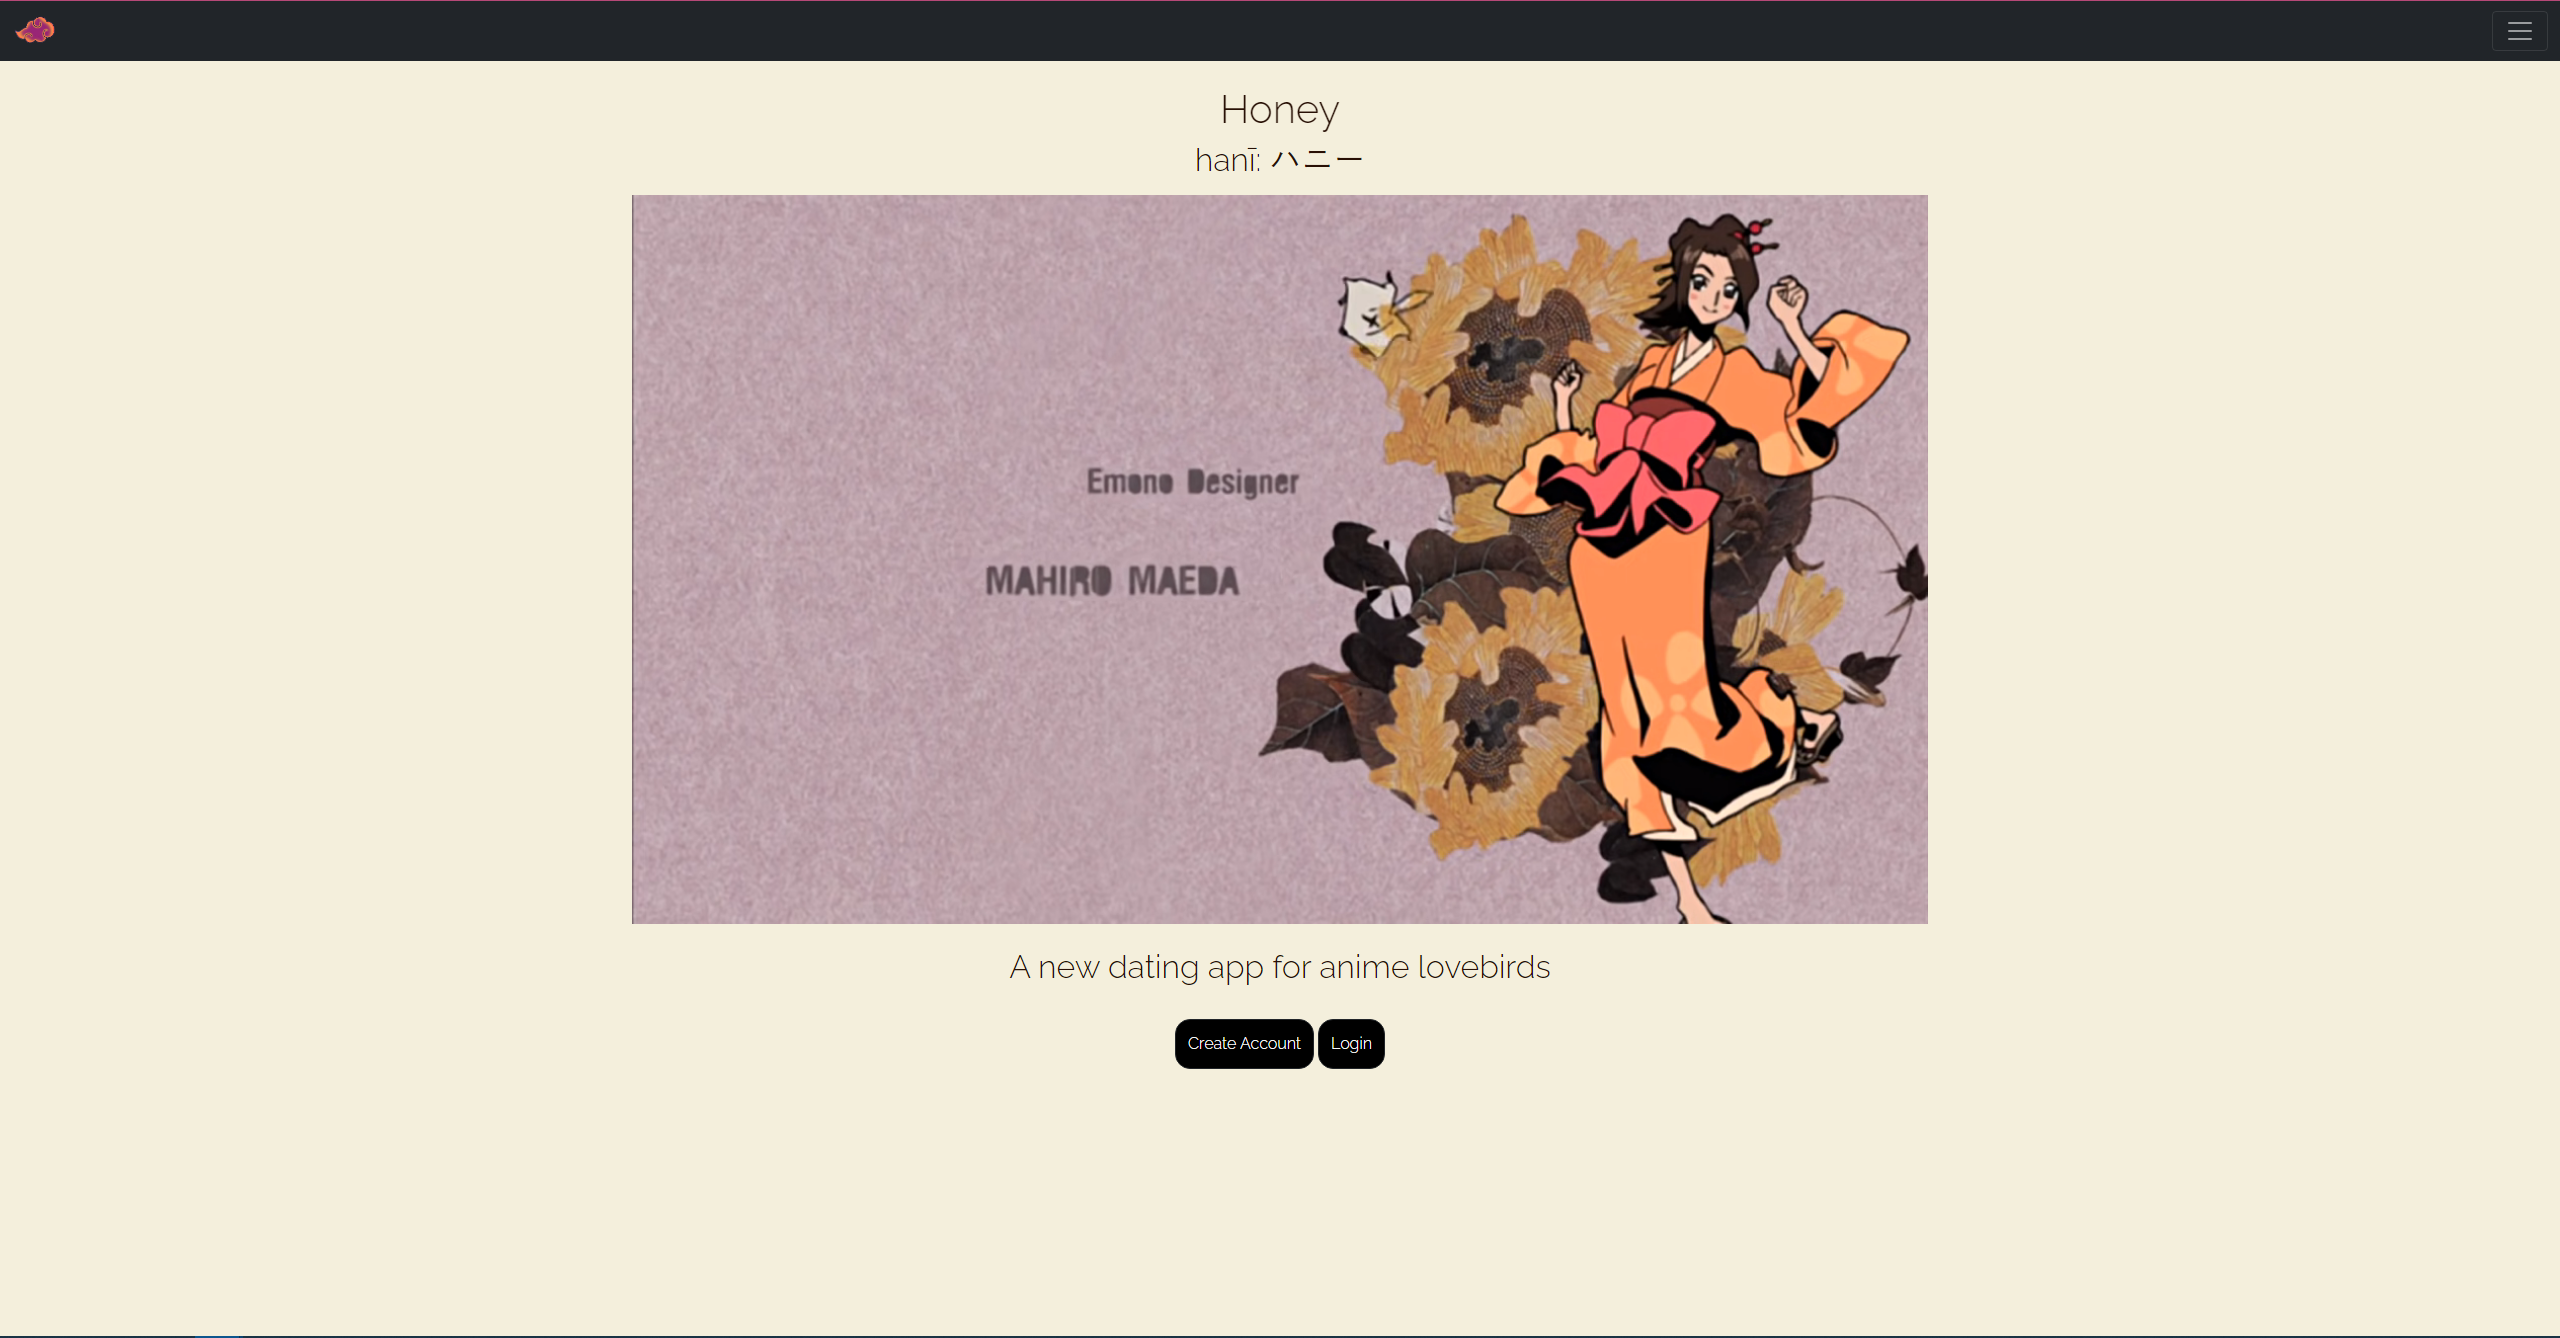 Honey
hanī: ハニー
Emono Designer
MAHIRO MAEDA
A new dating app for anime lovebirds
Create Account
Login